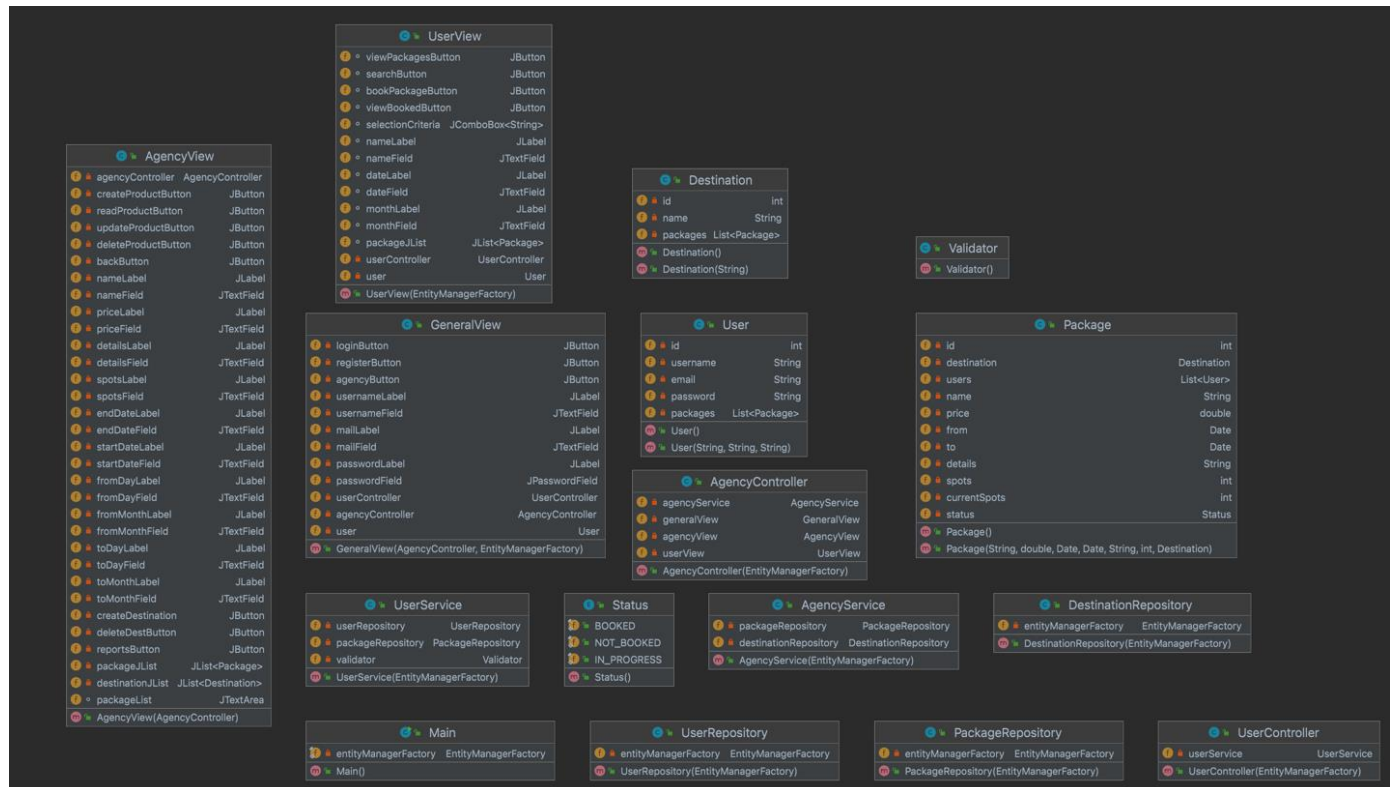 UserView
viewPackagesButton JButton
searchButton JButton
bookPackageButton JButton
viewBookedButton JButton
selectionCriteria JComboBox<String>
nameLabel JLabel
nameField JTextField
dateLabel JLabel
dateField JTextField
monthLabel JLabel
monthField JTextField
packageJList JList<Package>
userController UserController
user User
UserView(EntityManagerFactory)
AgencyView
agencyController AgencyController
createProductButton JButton
readProductButton JButton
updateProductButton JButton
deleteProductButton JButton
backButton JButton
nameLabel JLabel
nameField JTextField
priceLabel JLabel
priceField JTextField
detailsLabel JLabel
detailsField JTextField
spotsLabel JLabel
spotsField JTextField
endDateLabel JLabel
endDateField JTextField
startDateLabel JLabel
startDateField JTextField
fromDayLabel JLabel
fromDayField JTextField
fromMonthLabel JLabel
fromMonthField JTextField
toDayLabel JLabel
toDayField JTextField
toMonthLabel JLabel
toMonthField JTextField
createDestination JButton
deleteDestButton JButton
reportsButton JButton
packageJList JList<Package>
destinationJList JList<Destination>
packageList JTextArea
AgencyView(AgencyController)
Destination
id int
name String
packages List<Package>
Destination()
Destination(String)
Validator
Validator()
GeneralView
loginButton JButton
registerButton JButton
agencyButton JButton
usernameLabel JLabel
usernameField JTextField
mailLabel JLabel
mailField JTextField
passwordLabel JLabel
passwordField JPasswordField
userController UserController
agencyController AgencyController
user User
GeneralView(AgencyController, EntityManagerFactory)
User
id int
username String
email String
password String
packages List<Package>
User()
User(String, String, String)
Package
id int
destination Destination
users List<User>
name String
price double
from Date
to Date
details String
spots int
currentSpots int
status Status
Package()
Package(String, double, Date, Date, String, int, Destination)
AgencyController
agencyService AgencyService
generalView GeneralView
agencyView AgencyView
userView UserView
AgencyController(EntityManagerFactory)
UserService
userRepository UserRepository
packageRepository PackageRepository
validator Validator
UserService(EntityManagerFactory)
Status
BOOKED
NOT_BOOKED
IN_PROGRESS
Status()
AgencyService
packageRepository PackageRepository
destinationRepository DestinationRepository
AgencyService(EntityManagerFactory)
DestinationRepository
entityManagerFactory EntityManagerFactory
DestinationRepository(EntityManagerFactory)
Main
entityManagerFactory EntityManagerFactory
Main()
UserRepository
entityManagerFactory EntityManagerFactory
UserRepository(EntityManagerFactory)
PackageRepository
entityManagerFactory EntityManagerFactory
PackageRepository(EntityManagerFactory)
UserController
userService UserService
UserController(EntityManagerFactory)